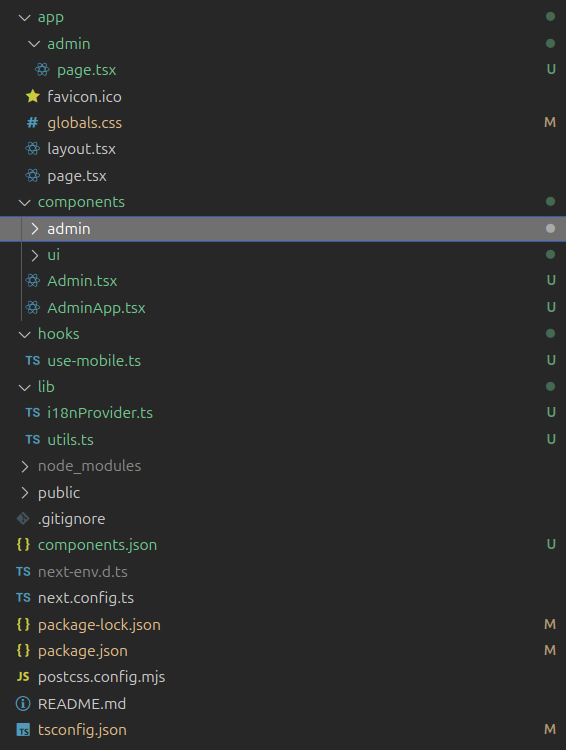 app
admin
page.tsx U
favicon.ico
# globals.css M
layout.tsx
page.tsx
components
admin
ui
Admin.tsx U
AdminApp.tsx U
hooks
TS use-mobile.ts U
lib
TS i18nProvider.ts U
TS utils.ts U
node_modules
public
.gitignore
{} components.json U
TS next-env.d.ts
TS next.config.ts
{} package-lock.json M
{} package.json M
JS postcss.config.mjs
README.md
TS tsconfig.json M